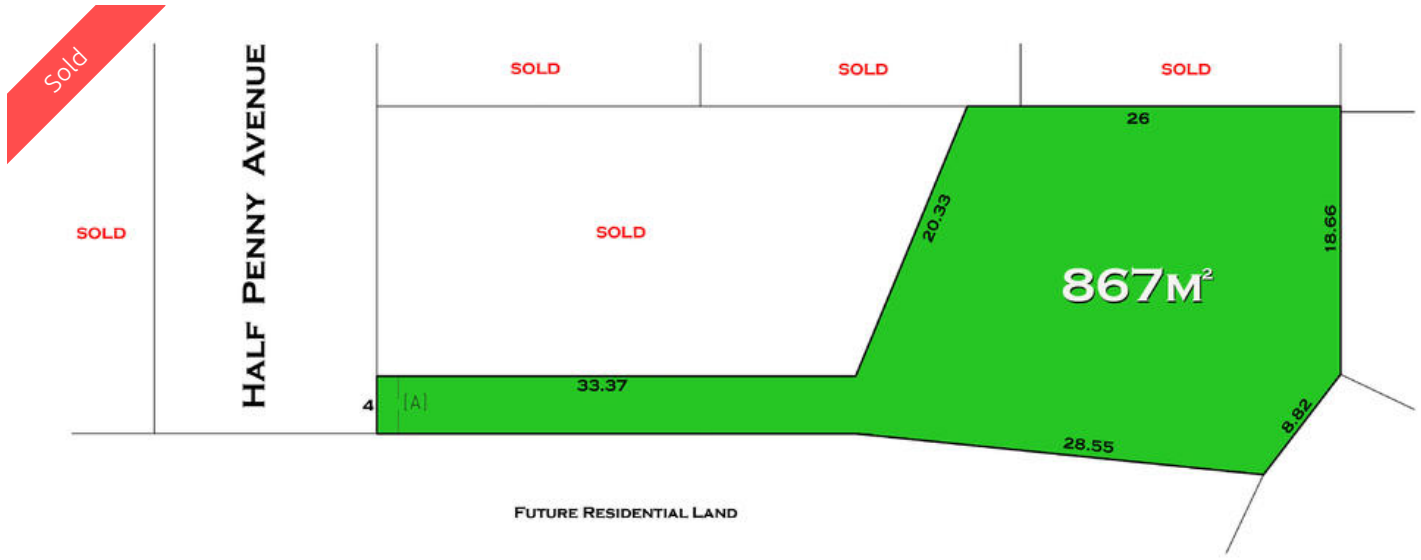 Sold
HALF PENNY AVENUE
SOLD
SOLD
SOLD
26
SOLD
SOLD
20.33
18.66
867M²
33.37
4
[A]
8.82
28.55
FUTURE RESIDENTIAL LAND